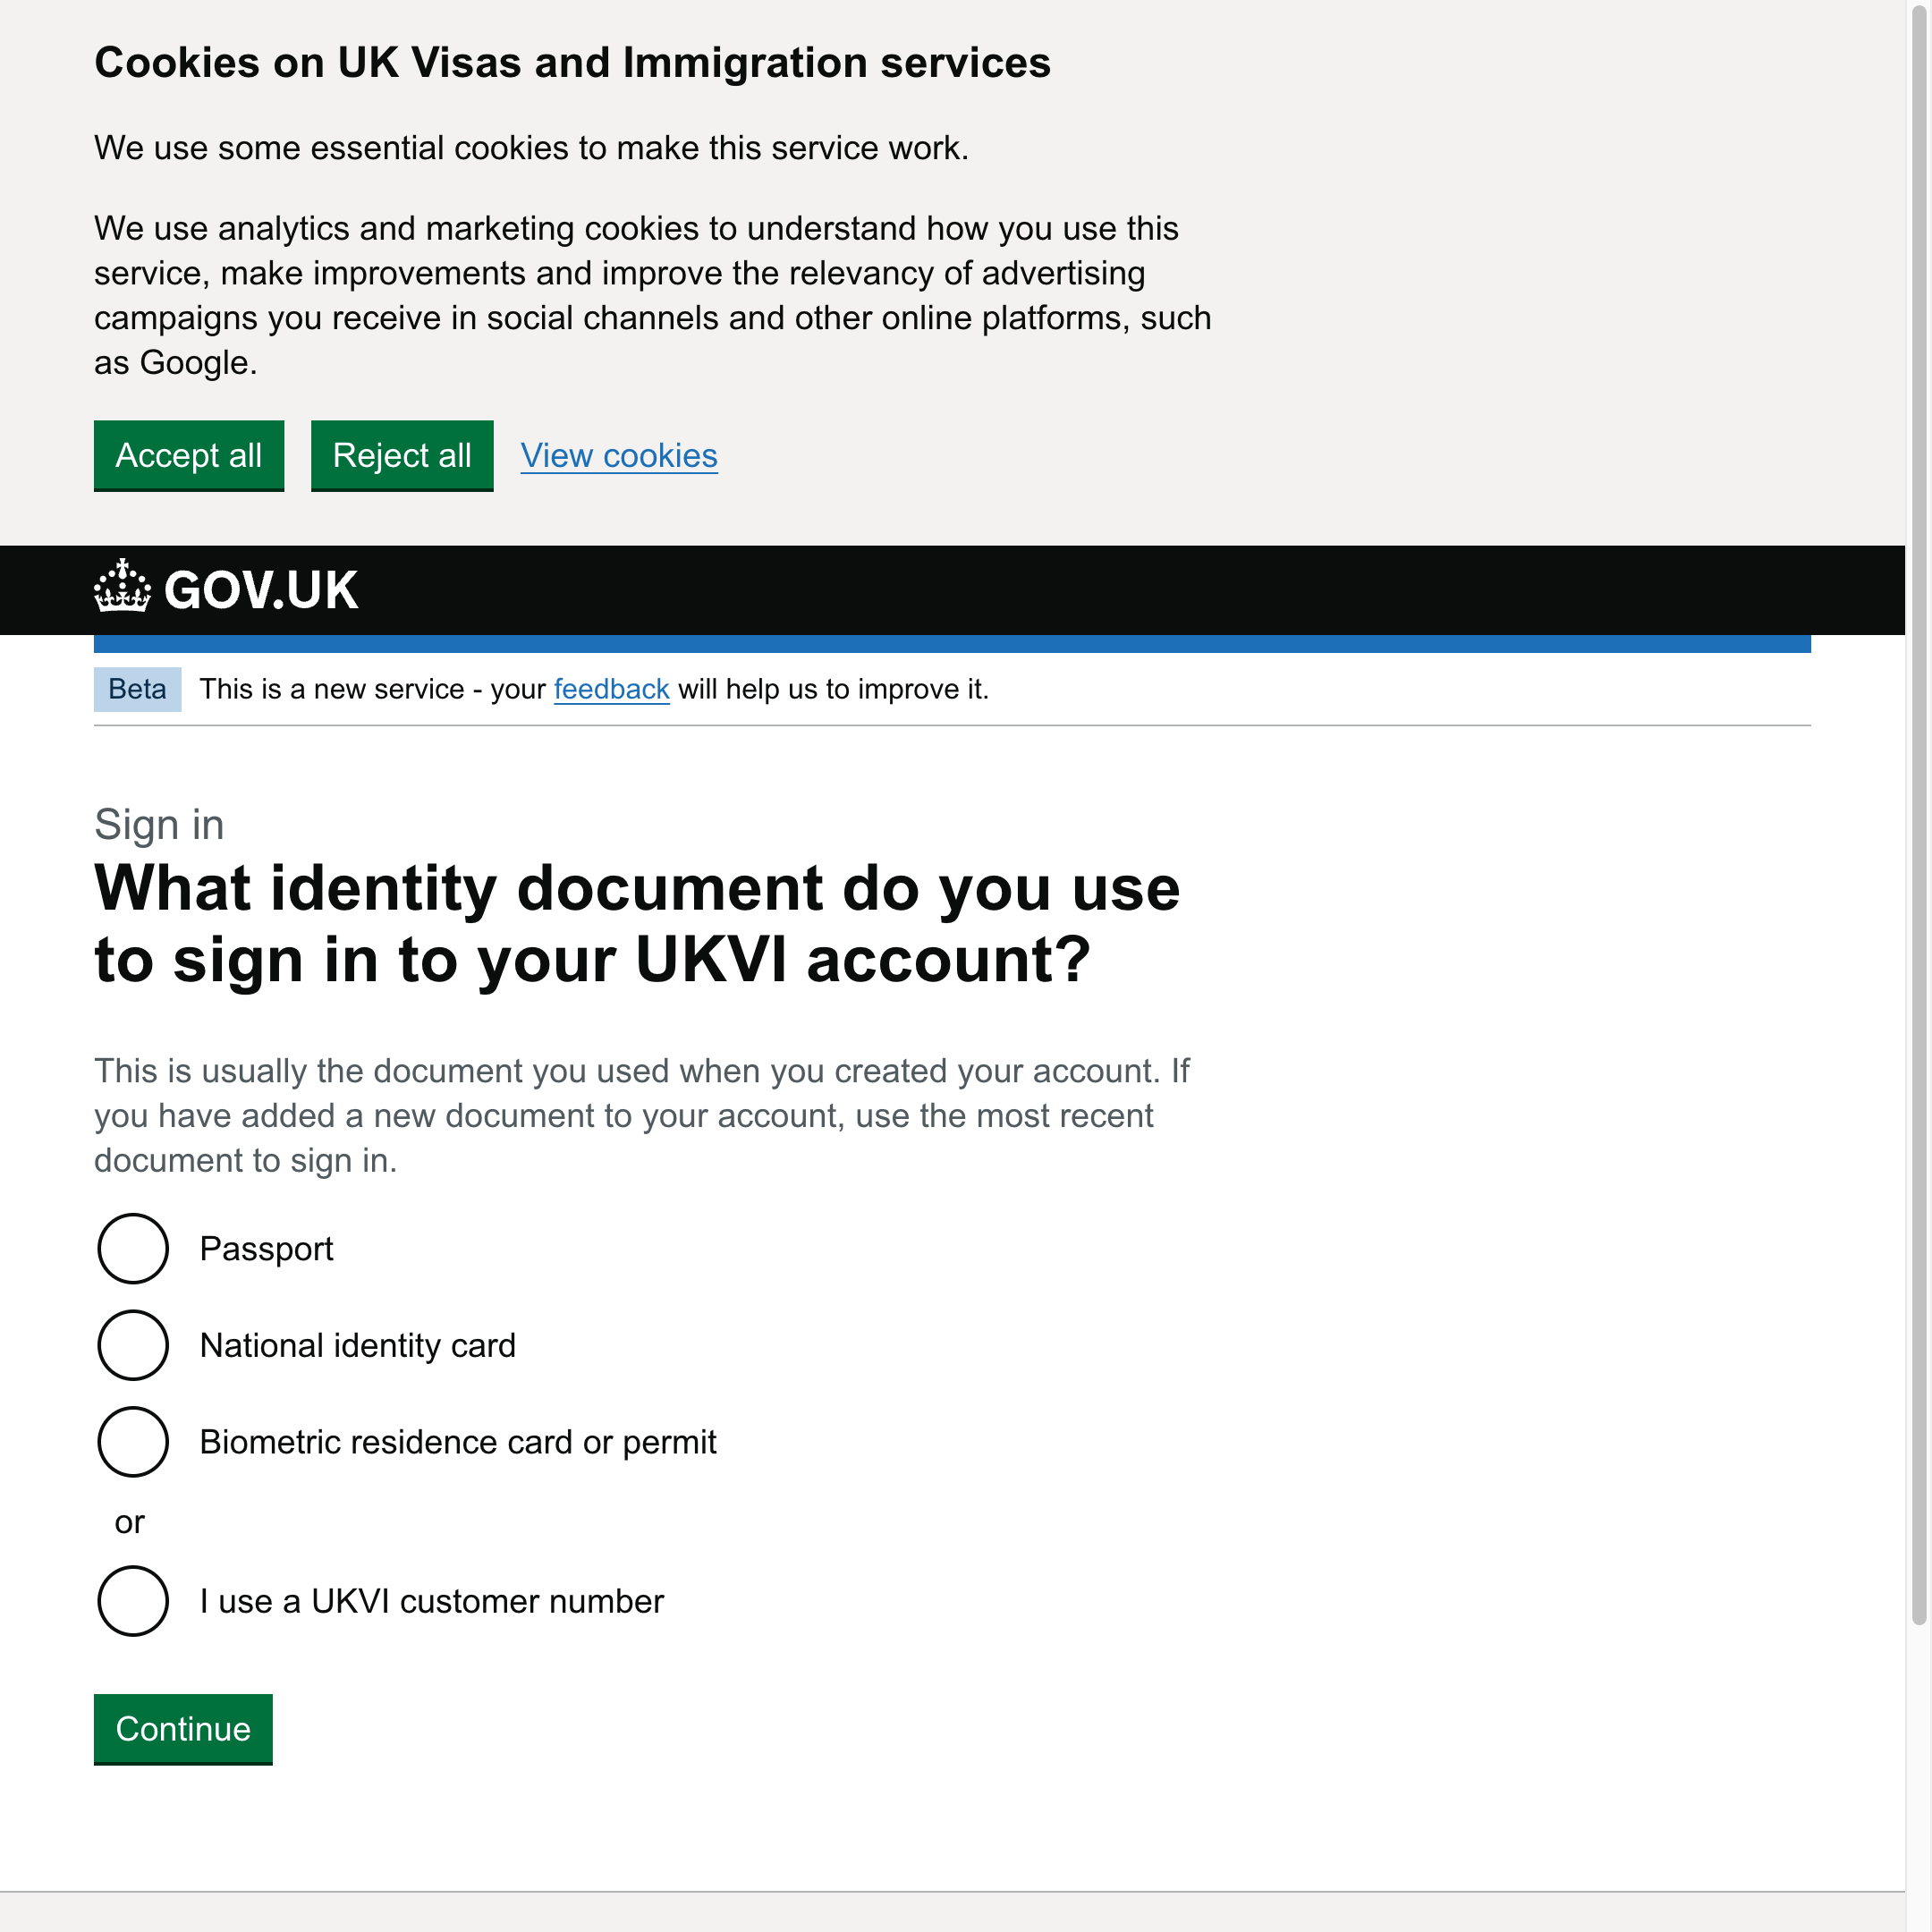 Cookies on UK Visas and Immigration services
We use some essential cookies to make this service work.
We use analytics and marketing cookies to understand how you use this
service, make improvements and improve the relevancy of advertising
campaigns you receive in social channels and other online platforms, such
as Google.
Accept all Reject all View cookies
GOV.UK
Beta This is a new service - your feedback will help us to improve it.
Sign in
What identity document do you use
to sign in to your UKVI account?
This is usually the document you used when you created your account. If
you have added a new document to your account, use the most recent
document to sign in.
Passport
National identity card
Biometric residence card or permit
or
I use a UKVI customer number
Continue